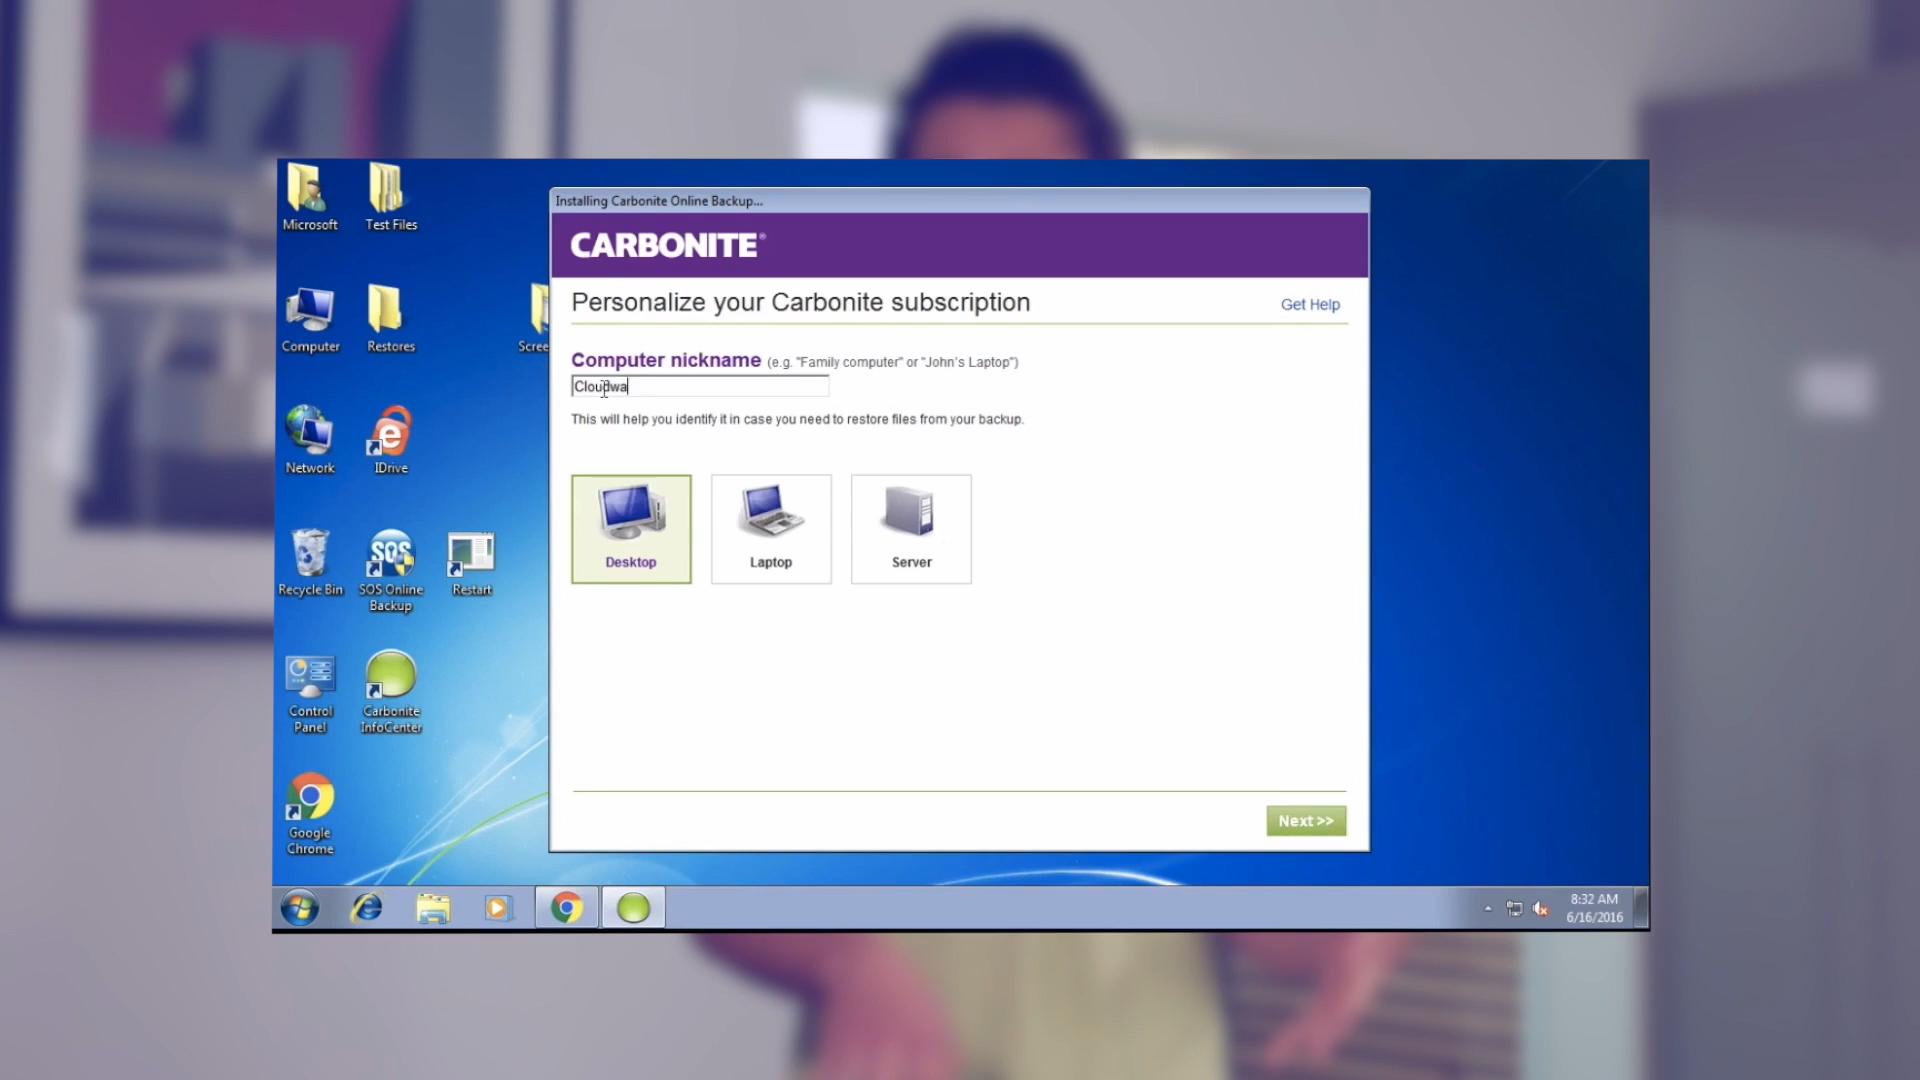 Microsoft
Test Files
Computer
Restores
Scree
Network
IDrive
Recycle Bin
SOS Online
Backup
Restart
Control
Panel
Carbonite
InfoCenter
Google
Chrome
SOS
Installing Carbonite Online Backup...
CARBONITE®
Personalize your Carbonite subscription
Get Help
Computer nickname (e.g. "Family computer" or "John's Laptop")
Cloudwa
This will help you identify it in case you need to restore files from your backup.
Desktop
Laptop
Server
Next >>
8:32 AM
6/16/2016